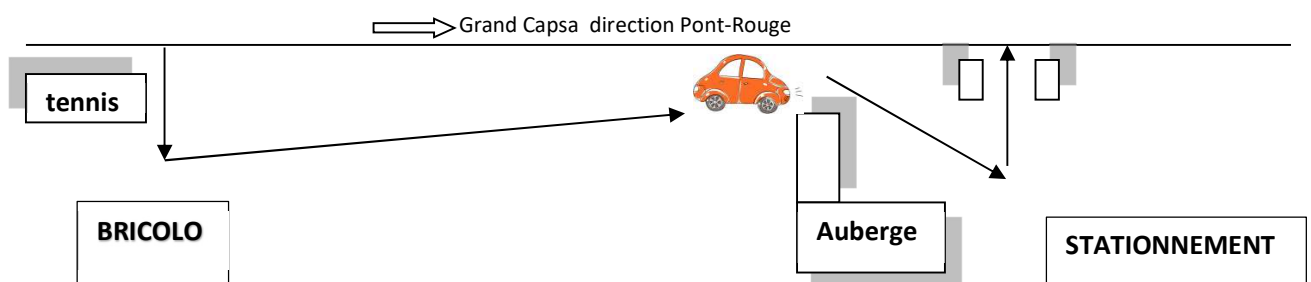 Grand Capsa direction Pont-Rouge
tennis
BRICOLO
Auberge
STATIONNEMENT